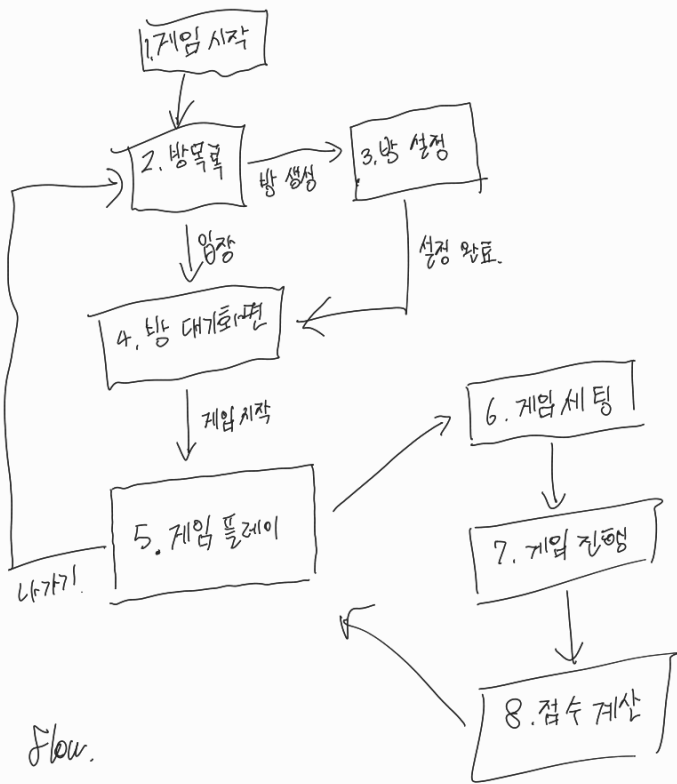 1. 게임 시작
2. 방목록
방 생성
3. 방 설정
입장
설정 완료.
4. 방 대기화면
게임 시작
5. 게임 플레이
나가기.
6. 게임 세팅
7. 게임 진행
8. 점수 계산
flow.